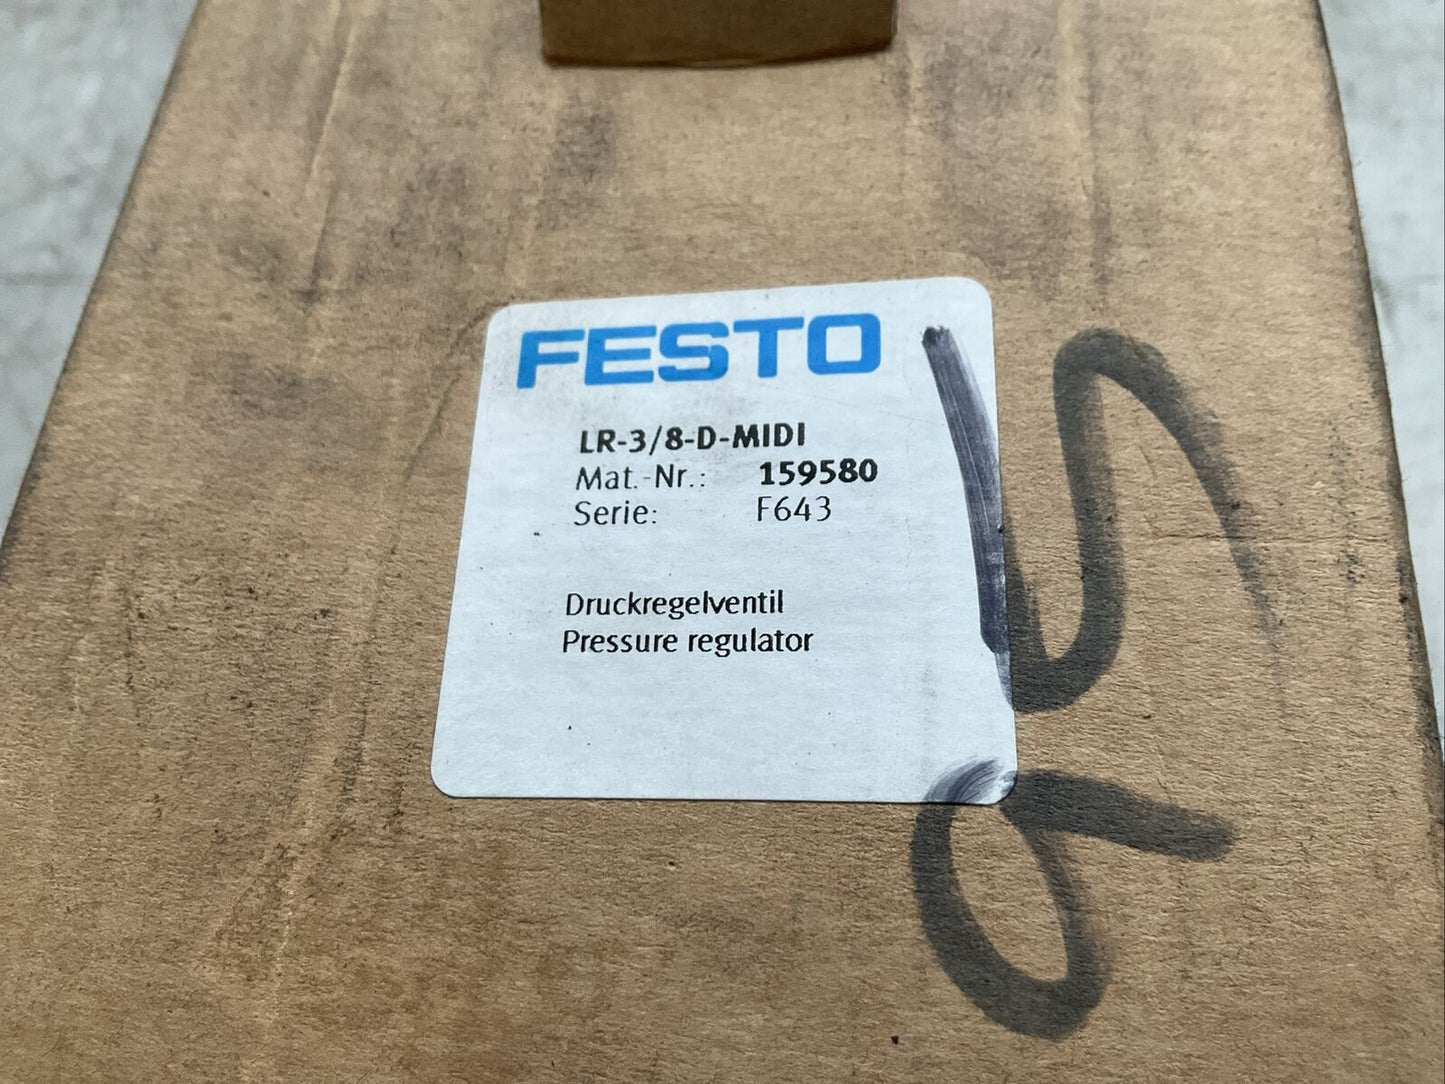 FESTO
LR-3/8-D-MIDI
Mat.-Nr.: 159580
Serie: F643
Druckregelventil
Pressure regulator